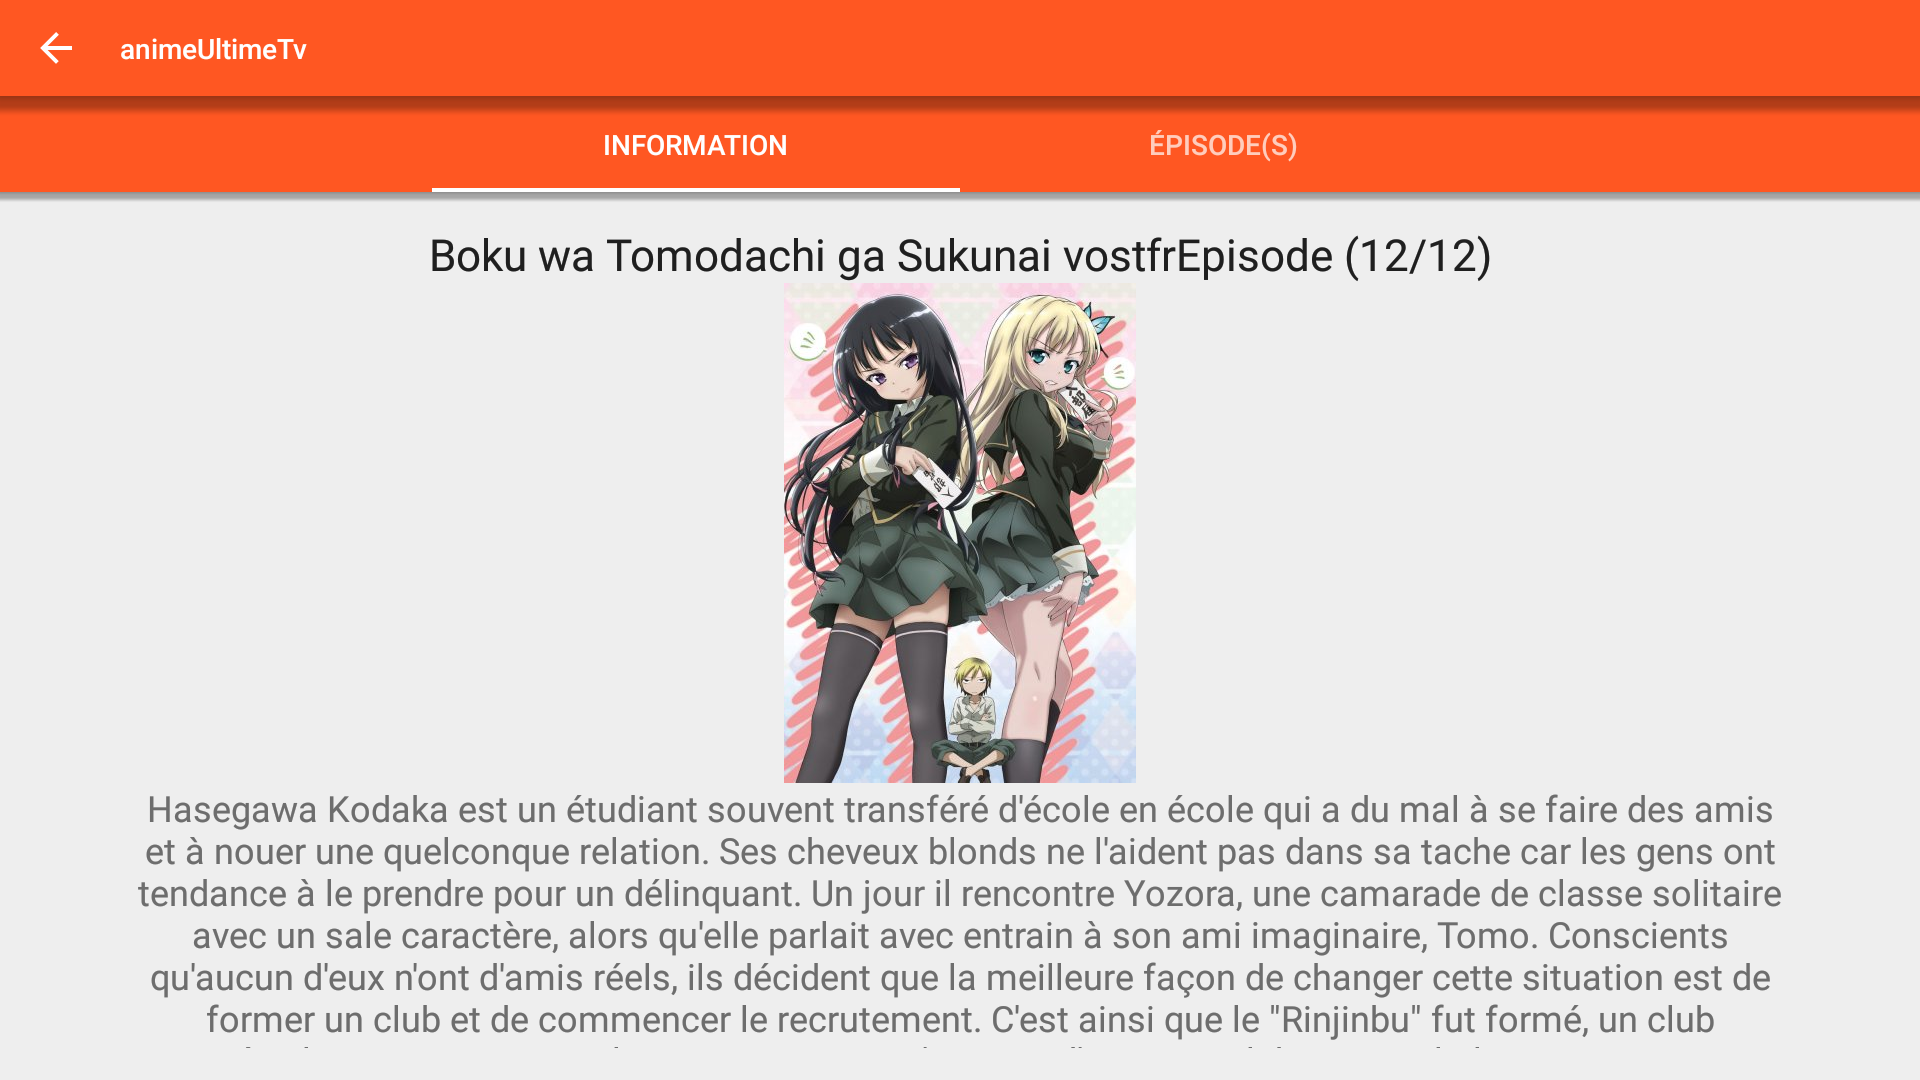 animeUltimeTv
INFORMATION
ÉPISODE(S)
Boku wa Tomodachi ga Sukunai vostfrEpisode (12/12)
Hasegawa Kodaka est un étudiant souvent transféré d'école en école qui a du mal à se faire des amis
et à nouer une quelconque relation. Ses cheveux blonds ne l'aident pas dans sa tache car les gens ont
tendance à le prendre pour un délinquant. Un jour il rencontre Yozora, une camarade de classe solitaire
avec un sale caractère, alors qu'elle parlait avec entrain à son ami imaginaire, Tomo. Conscients
qu'aucun d'eux n'ont d'amis réels, ils décident que la meilleure façon de changer cette situation est de
former un club et de commencer le recrutement. C'est ainsi que le "Rinjinbu" fut formé, un club